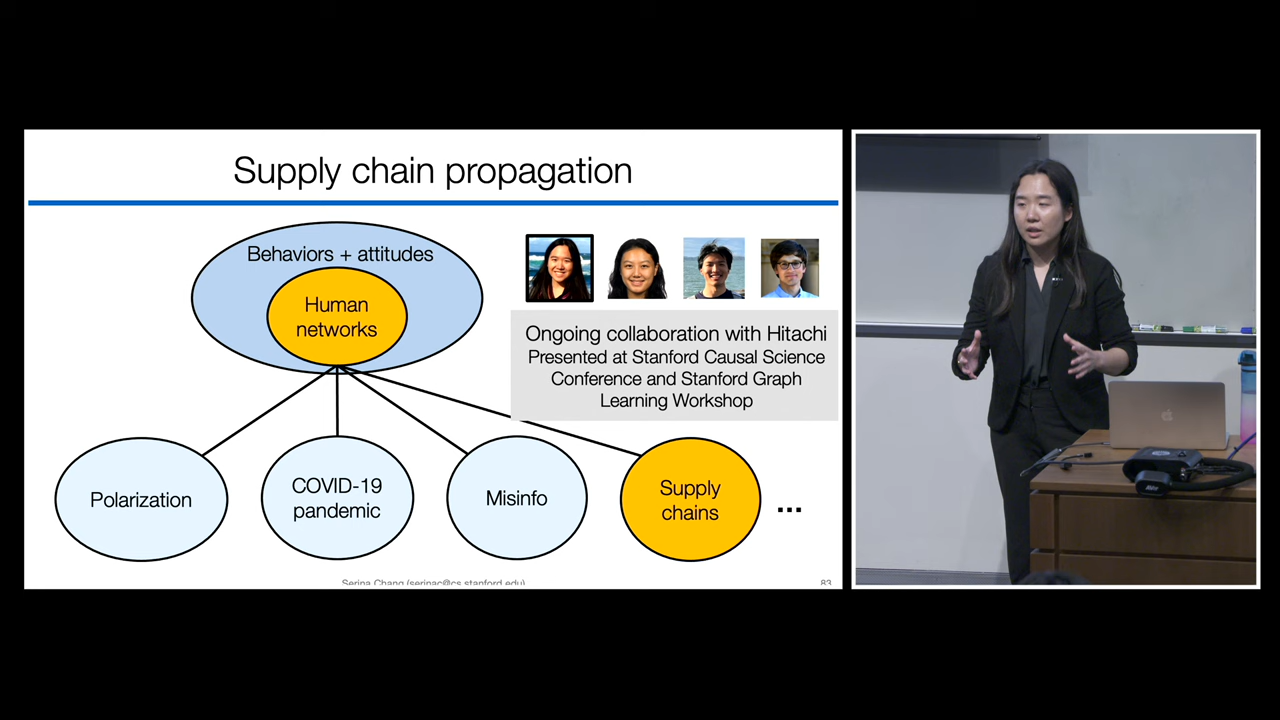 Supply chain propagation
Behaviors + attitudes
Human
networks
Ongoing collaboration with Hitachi
Presented at Stanford Causal Science
Conference and Stanford Graph
Learning Workshop
Polarization
COVID-19
pandemic
Misinfo
Supply
chains
...
Serina Chang (serinac@cs.stanford.edu)
83